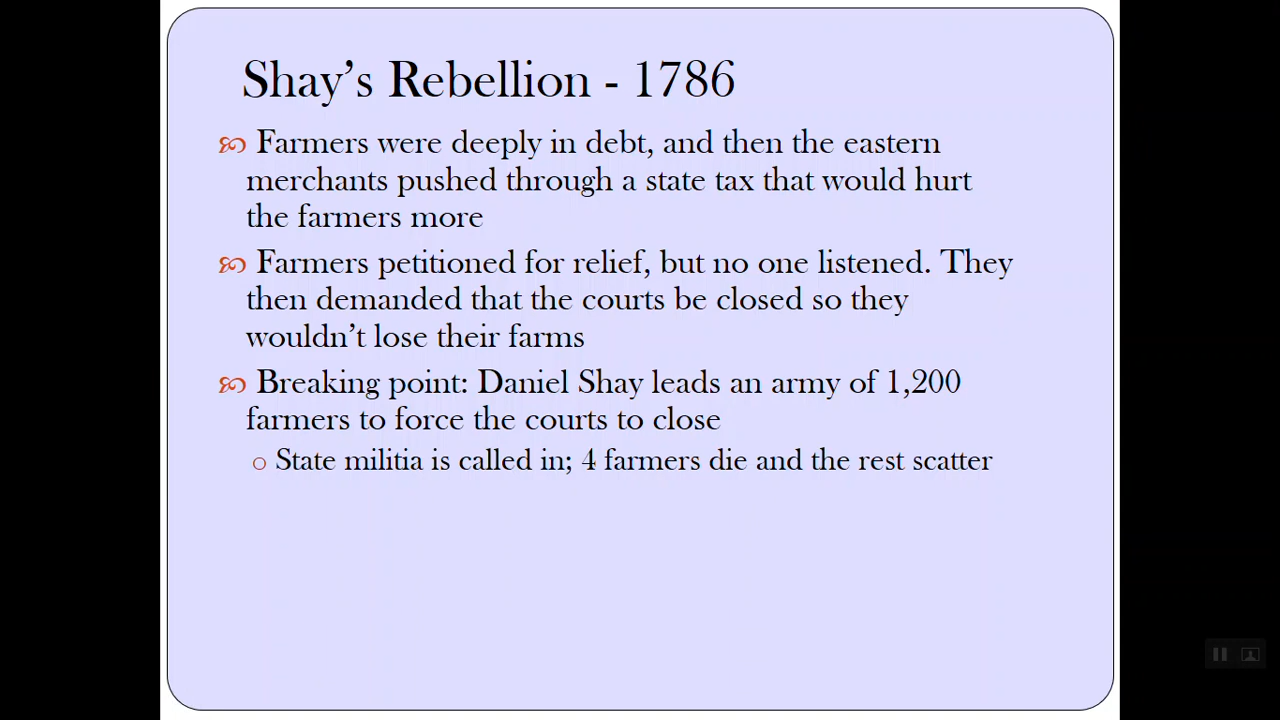 Shay’s Rebellion - 1786
Farmers were deeply in debt, and then the eastern
merchants pushed through a state tax that would hurt
the farmers more
Farmers petitioned for relief, but no one listened. They
then demanded that the courts be closed so they
wouldn’t lose their farms
Breaking point: Daniel Shay leads an army of 1,200
farmers to force the courts to close
State militia is called in; 4 farmers die and the rest scatter